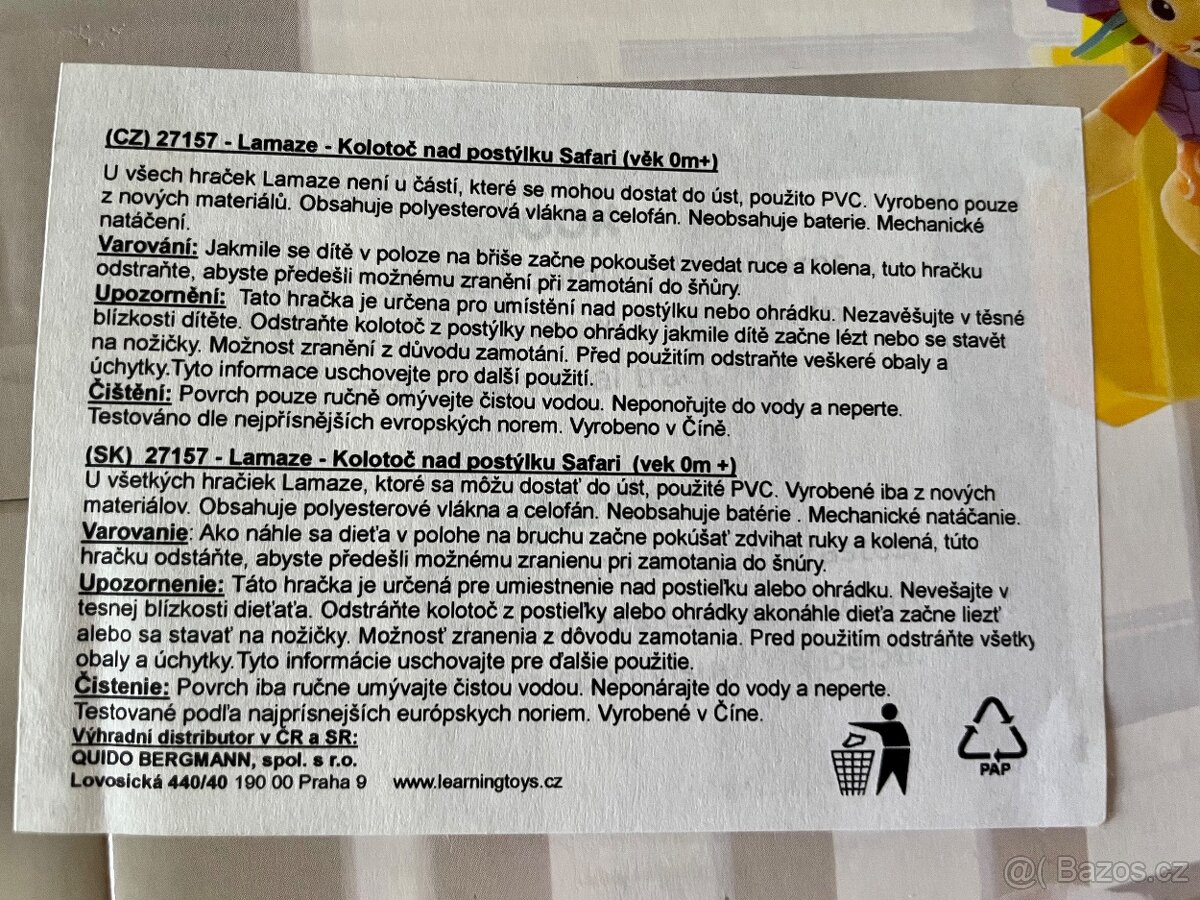 (CZ) 27157 - Lamaze - Kolotoč nad postýlku Safari (věk 0m+)
U všech hraček Lamaze není u částí, které se mohou dostat do úst, použito PVC. Vyrobeno pouze
z nových materiálů. Obsahuje polyesterová vlákna a celofán. Neobsahuje baterie. Mechanické
natáčení.
Varování: Jakmile se dítě v poloze na břiše začne pokoušet zvedat ruce a kolena, tuto hračku
odstraňte, abyste předešli možnému zranění při zamotání do šňůry.
Upozornění: Tato hračka je určena pro umístění nad postýlku nebo ohrádku. Nezavěšujte v těsné
blízkosti dítěte. Odstraňte kolotoč z postýlky nebo ohrádky jakmile dítě začne lézt nebo se stavět
na nožičky. Možnost zranění z důvodu zamotání. Před použitím odstraňte veškeré obaly a
úchytky.Tyto informace uschovejte pro další použití.
Čištění: Povrch pouze ručně omývejte čistou vodou. Neponořujte do vody a neperte.
Testováno dle nejpřísnějších evropských norem. Vyrobeno v Číně.
(SK) 27157 - Lamaze - Kolotoč nad postýlku Safari (vek 0m +)
U všetkých hračiek Lamaze, ktoré sa môžu dostať do úst, použité PVC. Vyrobené iba z nových
materiálov. Obsahuje polyesterové vlákna a celofán. Neobsahuje batérie . Mechanické natáčanie.
Varovanie: Ako náhle sa dieťa v polohe na bruchu začne pokúšať zdvihat ruky a kolená, túto
hračku odstáňte, abyste předešli možnému zranienu pri zamotania do šnúry.
Upozornenie: Táto hračka je určená pre umiestnenie nad postieľku alebo ohrádku. Nevešajte v
tesnej blízkosti dieťaťa. Odstráňte kolotoč z postieľky alebo ohrádky akonáhle dieťa začne liezť
alebo sa stavať na nožičky. Možnosť zranenia z dôvodu zamotania. Pred použitím odstráňte všetky
obaly a úchytky.Tyto informácie uschovajte pre ďalšie použitie.
Čistenie: Povrch iba ručne umývajte čistou vodou. Neponárajte do vody a neperte.
Testované podľa najprísnejších európskych noriem. Vyrobené v Číne.
Výhradní distributor v ČR a SR:
QUIDO BERGMANN, spol. s r.o.
Lovosická 440/40 190 00 Praha 9 www.learningtoys.cz
PAP
@( Bazos.cz